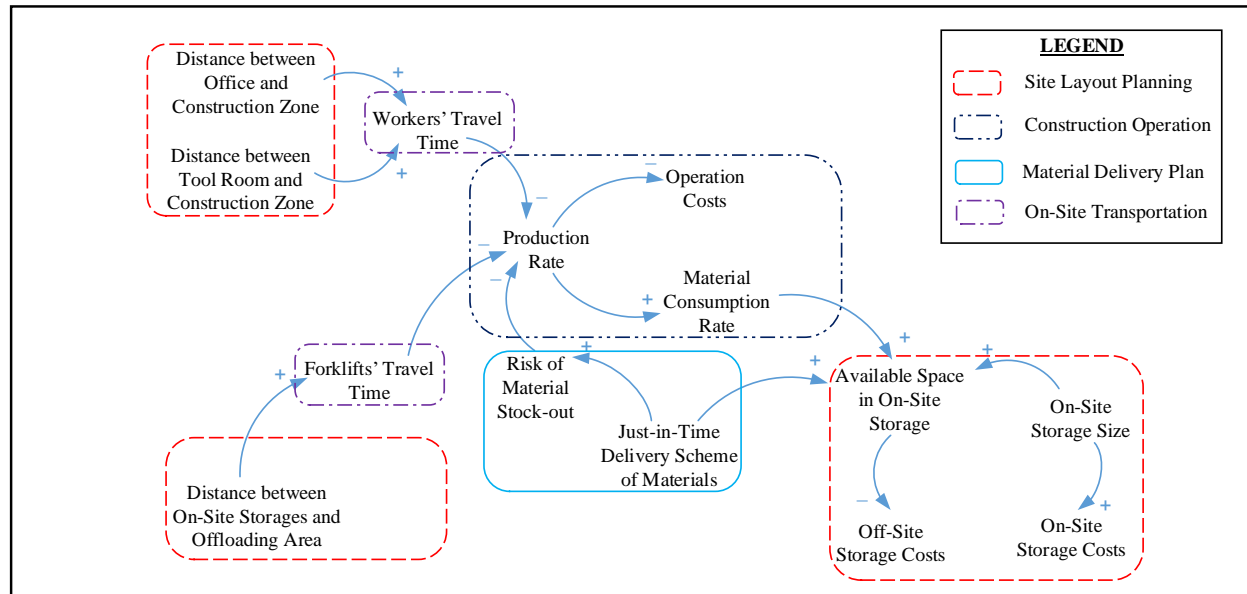 Distance between
Office and
Construction Zone
+
Workers' Travel
Time
Distance between
Tool Room and
Construction Zone
+
−
Operation
Costs
−
Production
Rate
−
−
Material
Consumption
Rate
+
+
Forklifts' Travel
Time
+
Risk of
Material
Stock-out
+
Just-in-Time
Delivery Scheme
of Materials
+
Available Space
in On-Site
Storage
+
On-Site
Storage Size
Distance between
On-Site Storages and
Offloading Area
−
Off-Site
Storage Costs
+
On-Site
Storage Costs
LEGEND
Site Layout Planning
Construction Operation
Material Delivery Plan
On-Site Transportation